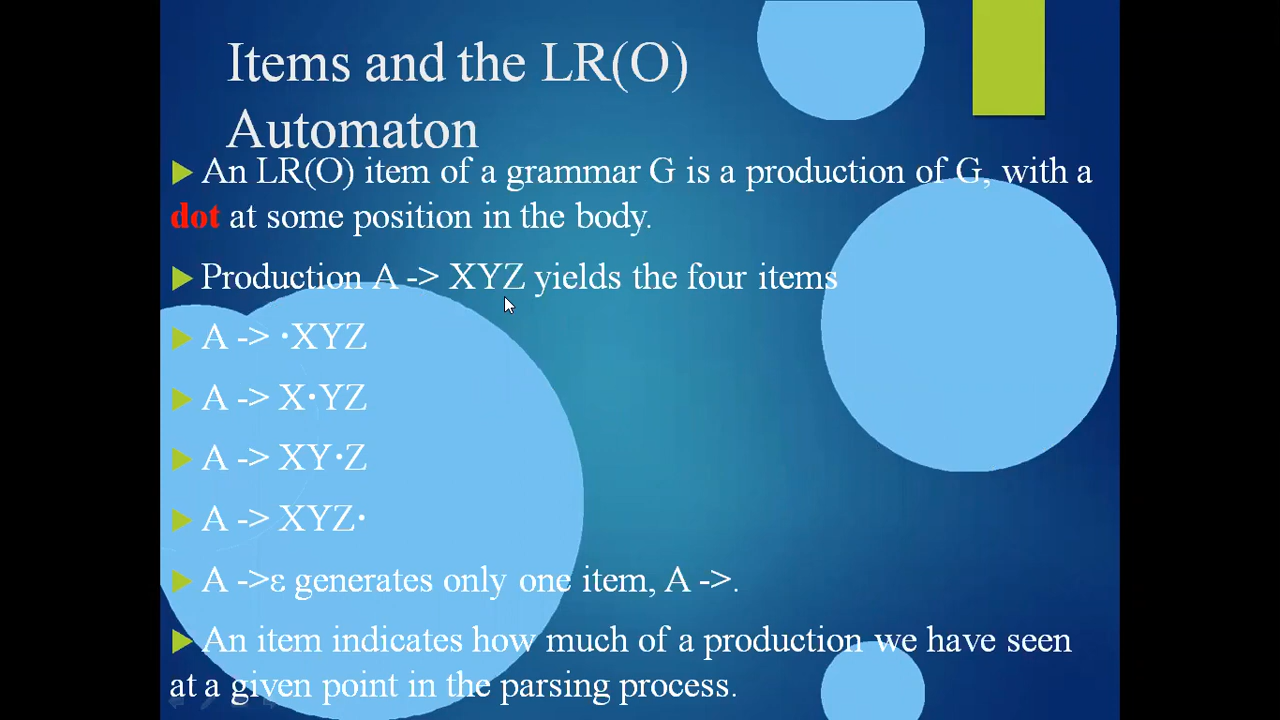 Items and the LR(O)
Automaton
An LR(O) item of a grammar G is a production of G, with a
dot at some position in the body.
Production A -> XYZ yields the four items
A -> ·XYZ
A -> X·YZ
A -> XY·Z
A -> XYZ·
A ->ε generates only one item, A ->.
An item indicates how much of a production we have seen
at a given point in the parsing process.